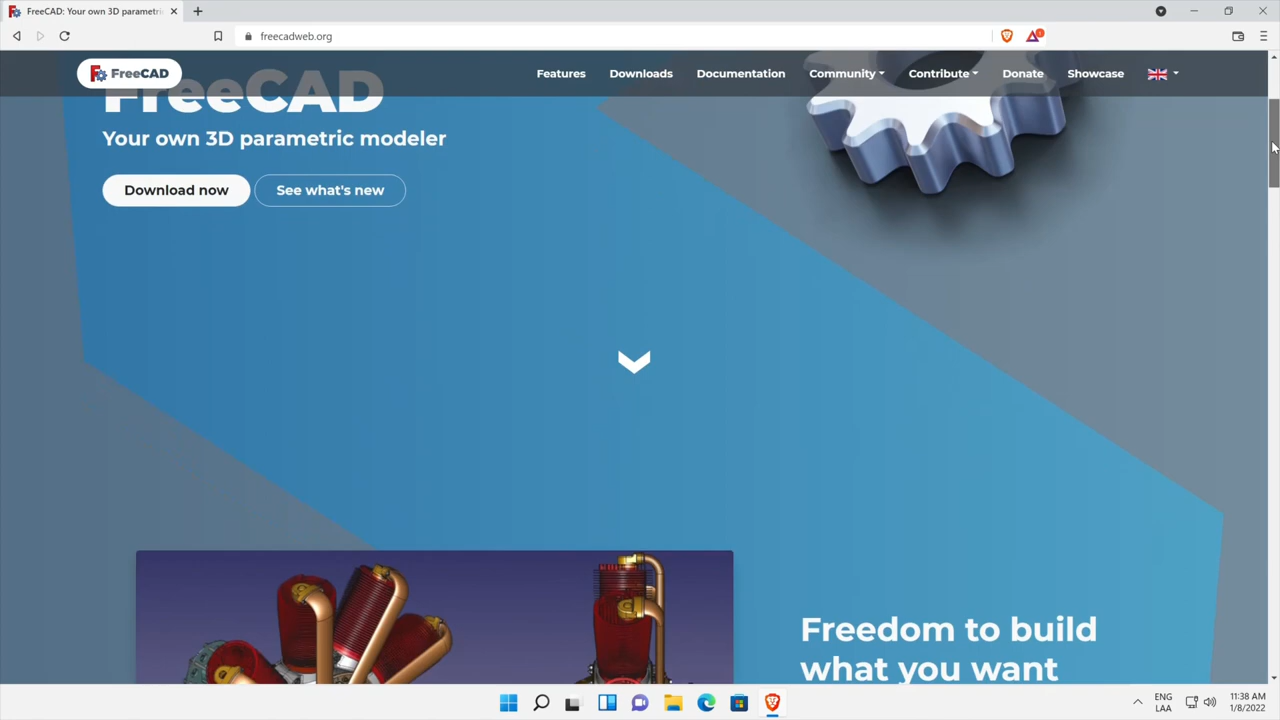 FreeCAD: Your own 3D parametri
freecadweb.org
1
FreeCAD
Features
Downloads
Documentation
Community
Contribute
Donate
Showcase
FreeCAD
Your own 3D parametric modeler
Download now
See what's new
Freedom to build
what you want
ENG
LAA
11:38 AM
1/8/2022